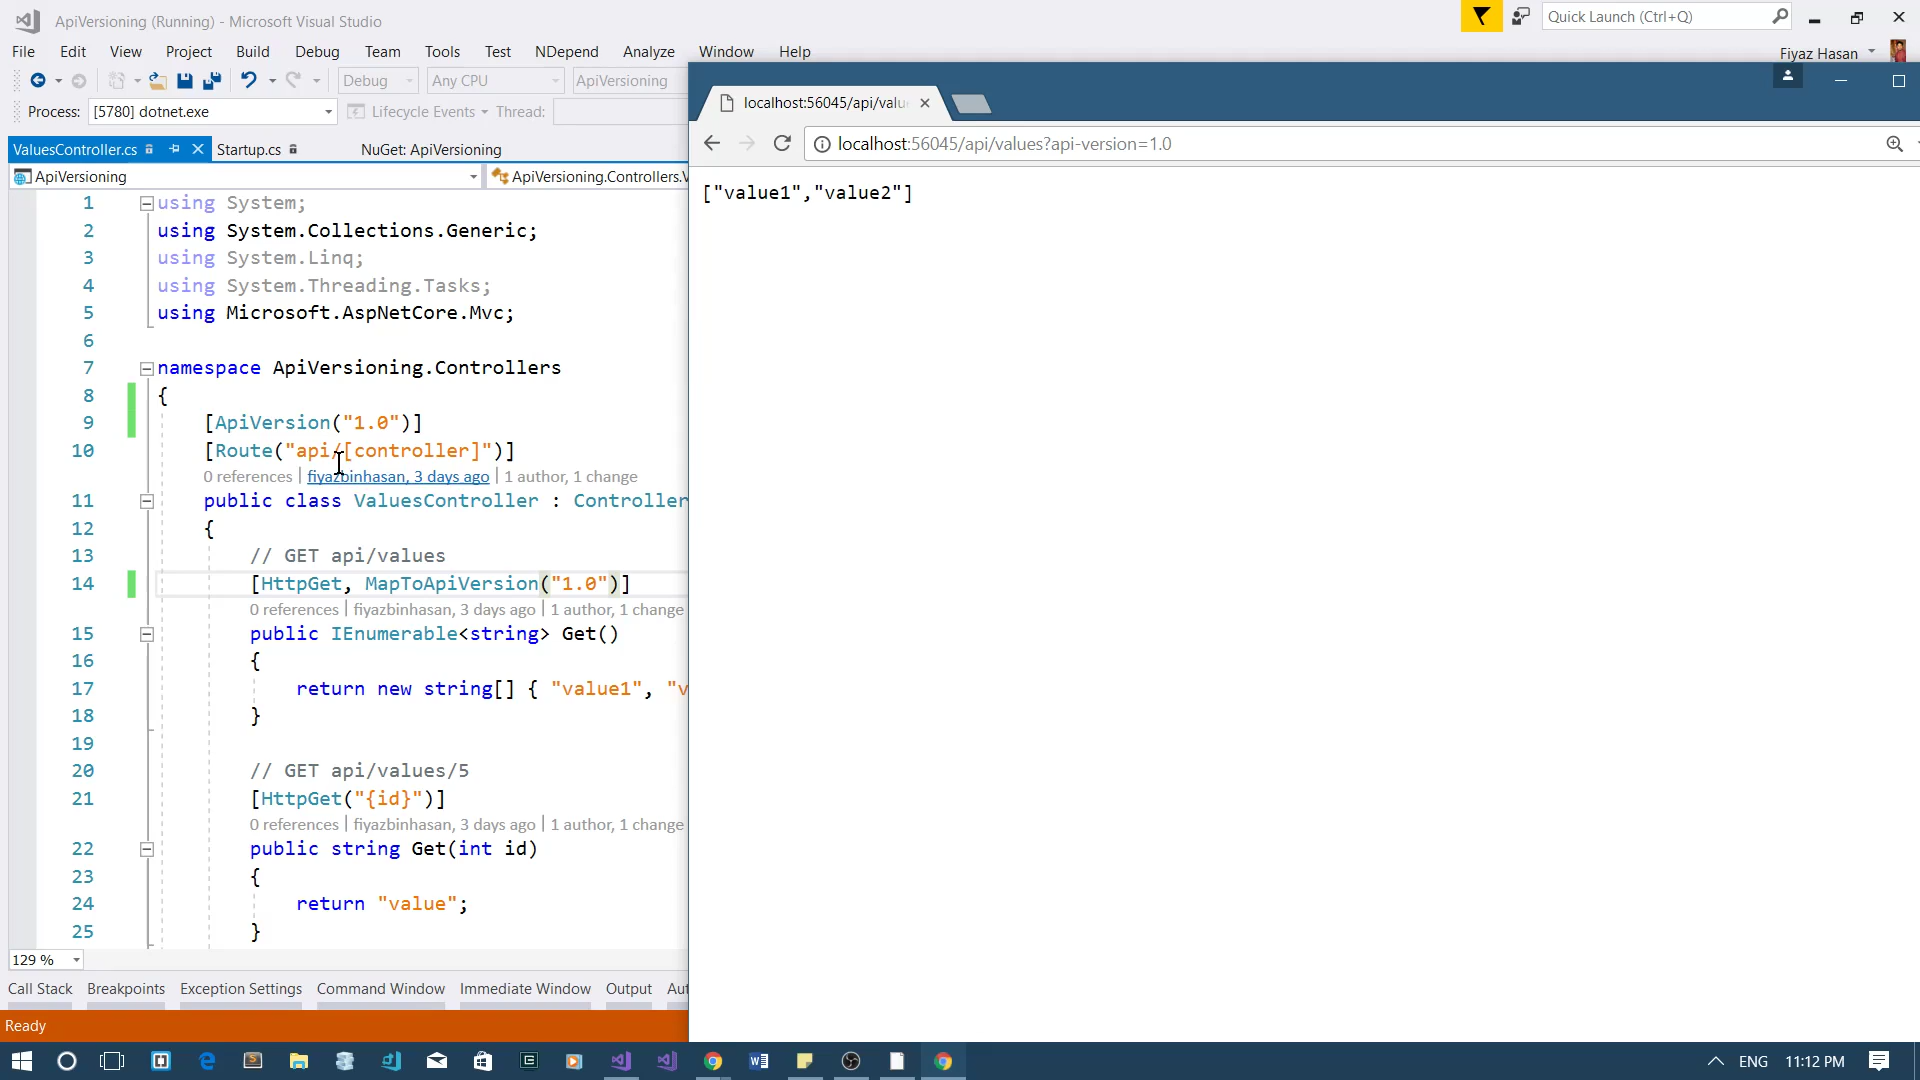 ApiVersioning (Running) - Microsoft Visual Studio
Quick Launch (Ctrl+Q)
File Edit View Project Build Debug Team Tools Test NDepend Analyze Window Help
Fiyaz Hasan
Debug Any CPU ApiVersioning
Process: [5780] dotnet.exe Lifecycle Events Thread:
ValuesController.cs Startup.cs NuGet: ApiVersioning
ApiVersioning ApiVersioning.Controllers.V
1 using System;
2 using System.Collections.Generic;
3 using System.Linq;
4 using System.Threading.Tasks;
5 using Microsoft.AspNetCore.Mvc;
6
7 namespace ApiVersioning.Controllers
8 {
9 [ApiVersion("1.0")]
10 [Route("api/[controller]")]
0 references | fiyazbinhasan, 3 days ago | 1 author, 1 change
11 public class ValuesController : Controller
12 {
13 // GET api/values
14 [HttpGet, MapToApiVersion("1.0")]
0 references | fiyazbinhasan, 3 days ago | 1 author, 1 change
15 public IEnumerable<string> Get()
16 {
17 return new string[] { "value1", "v
18 }
19
20 // GET api/values/5
21 [HttpGet("{id}")]
0 references | fiyazbinhasan, 3 days ago | 1 author, 1 change
22 public string Get(int id)
23 {
24 return "value";
25 }
129 %
Call Stack Breakpoints Exception Settings Command Window Immediate Window Output Aut
Ready
localhost:56045/api/valu
localhost:56045/api/values?api-version=1.0
["value1","value2"]
ENG 11:12 PM